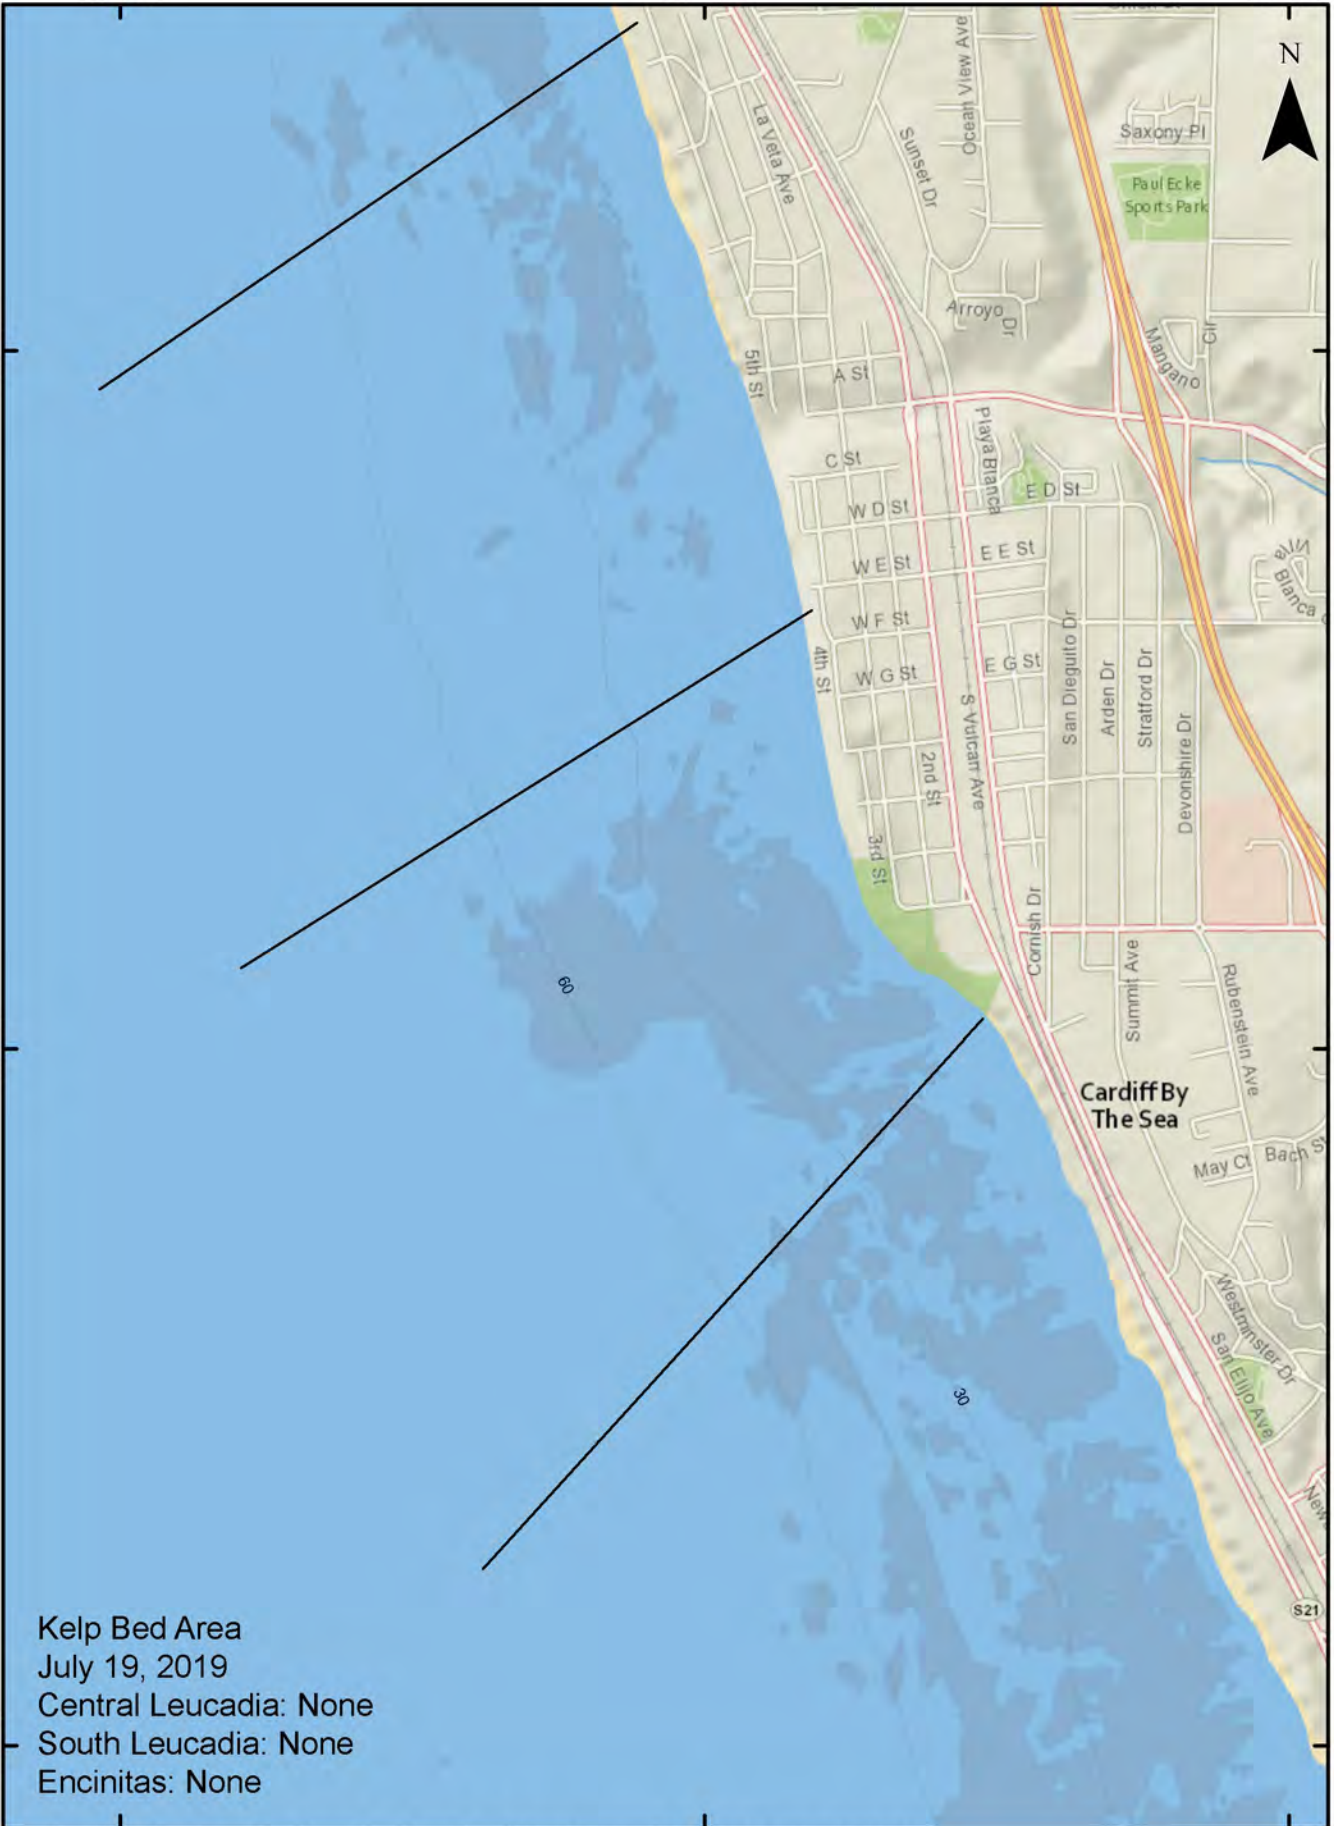 N
Ocean View Ave
Saxony Pl
La Veta Ave
Sunset Dr
Paul Ecke
Sports Park
Arroyo Dr
Mangano
Cir
5th St
A St
Playa Blanca
C St
E D St
W D St
E E St
W E St
Villa
Blanca
W F St
San Dieguito Dr
4th St
E G St
Arden Dr
Stratford Dr
W G St
S Vulcan Ave
Devonshire Dr
2nd St
3rd St
Cornish Dr
Summit Ave
Rubenstein Ave
60
Cardiff By
The Sea
May Ct
Bach S
Westminster Dr
San Elijo Ave
30
New
S21
Kelp Bed Area
July 19, 2019
Central Leucadia: None
South Leucadia: None
Encinitas: None